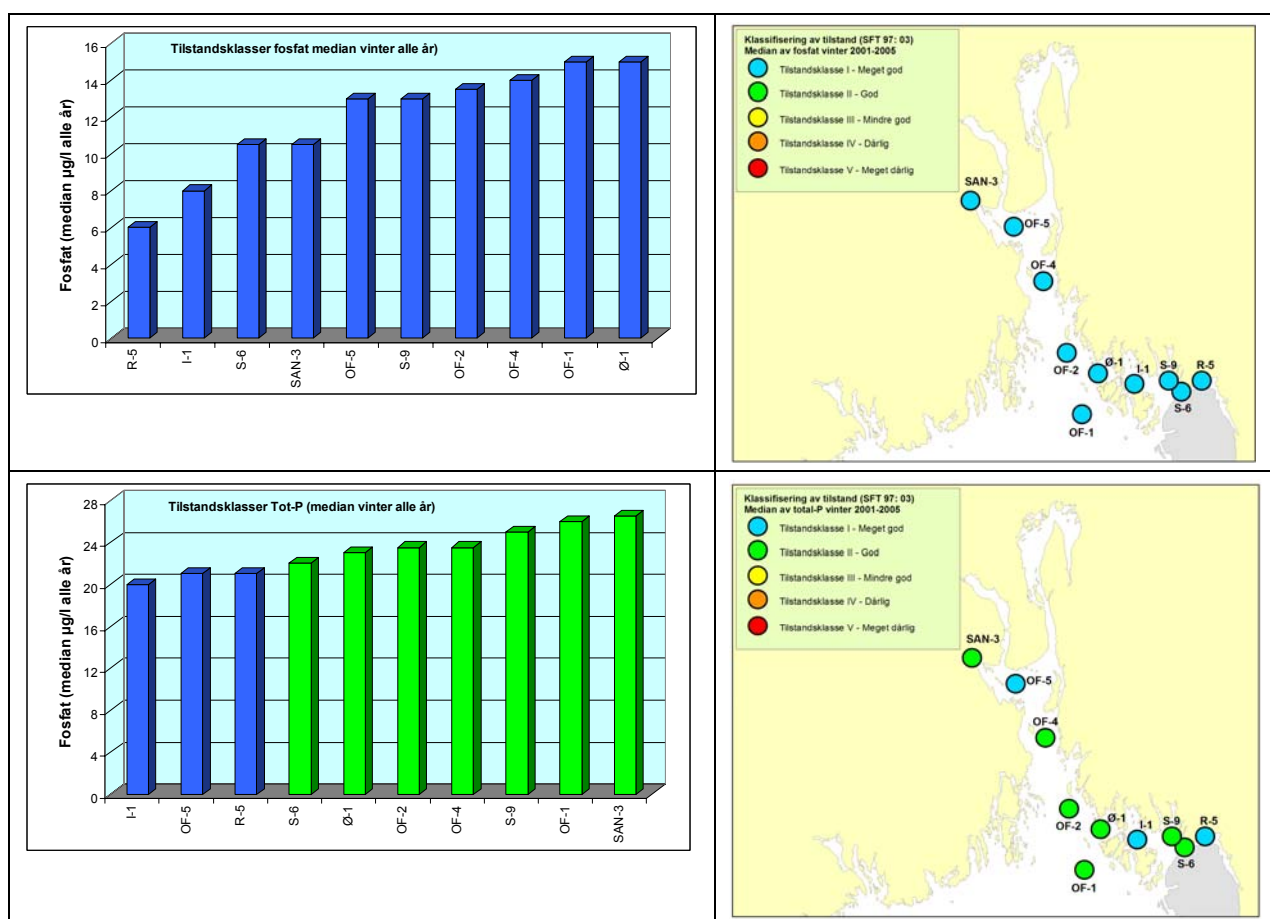 Tilstandsklasser fosfat median vinter alle år)
Fosfat (median µg/l alle år)
16
14
12
10
8
6
4
2
0
R-5
I-1
S-6
SAN-3
OF-5
S-9
OF-2
OF-4
OF-1
Ø-1
Klassifisering av tilstand (SFT 97: 03)
Median av fosfat vinter 2001-2005
Tilstandsklasse I - Meget god
Tilstandsklasse II - God
Tilstandsklasse III - Mindre god
Tilstandsklasse IV - Dårlig
Tilstandsklasse V - Meget dårlig
SAN-3
OF-5
OF-4
OF-2
Ø-1
I-1
S-9
R-5
S-6
OF-1
Tilstandsklasser Tot-P (median vinter alle år)
Fosfat (median µg/l alle år)
28
24
20
16
12
8
4
0
I-1
OF-5
R-5
S-6
Ø-1
OF-2
OF-4
S-9
OF-1
SAN-3
Klassifisering av tilstand (SFT 97: 03)
Median av total-P vinter 2001-2005
Tilstandsklasse I - Meget god
Tilstandsklasse II - God
Tilstandsklasse III - Mindre god
Tilstandsklasse IV - Dårlig
Tilstandsklasse V - Meget dårlig
SAN-3
OF-5
OF-4
OF-2
Ø-1
I-1
S-9
R-5
S-6
OF-1